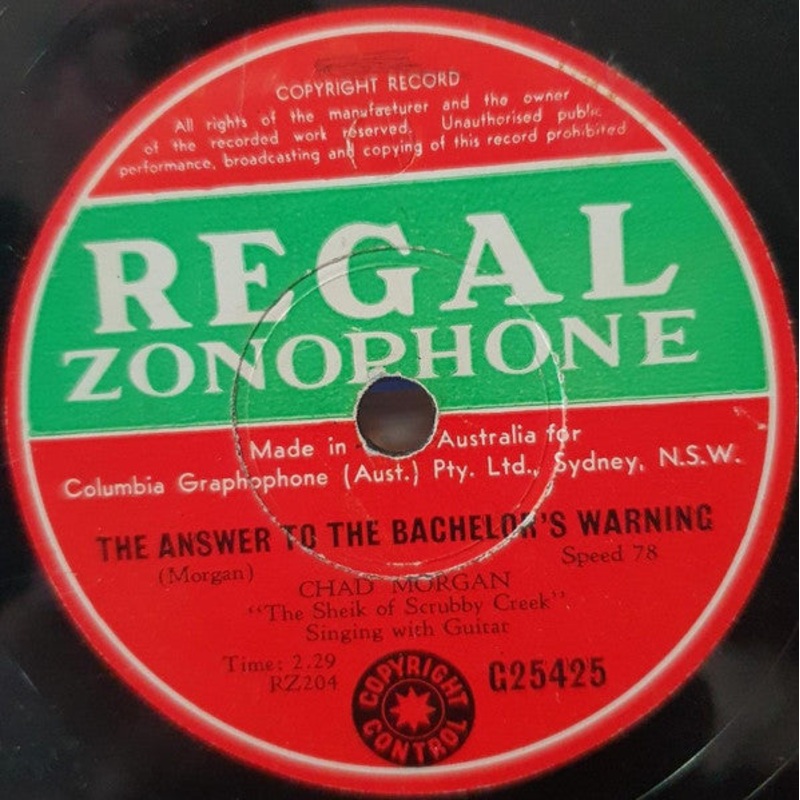 COPYRIGHT RECORD
All rights of the manufacturer and the owner
of the recorded work reserved. Unauthorised public
performance, broadcasting and copying of this record prohibited
REGAL
ZONOPHONE
Made in Australia for
Columbia Graphophone (Aust.) Pty. Ltd., Sydney, N.S.W.
THE ANSWER TO THE BACHELOR'S WARNING
(Morgan) Speed 78
CHAD MORGAN
"The Sheik of Scrubby Creek"
Singing with Guitar
Time: 2.29
RZ204
COPYRIGHT
CONTROL
G25425